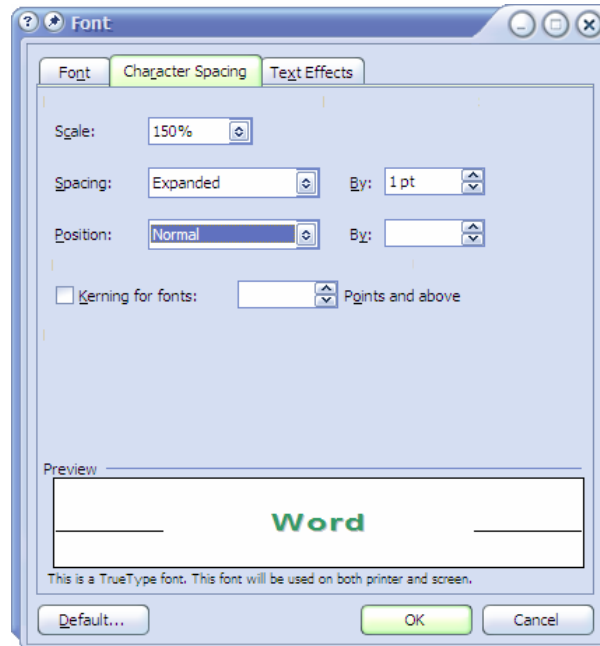 Font
Font Character Spacing Text Effects
Scale: 150%
Spacing: Expanded By: 1 pt
Position: Normal By:
Kerning for fonts: Points and above
Preview
Word
This is a TrueType font. This font will be used on both printer and screen.
Default... OK Cancel